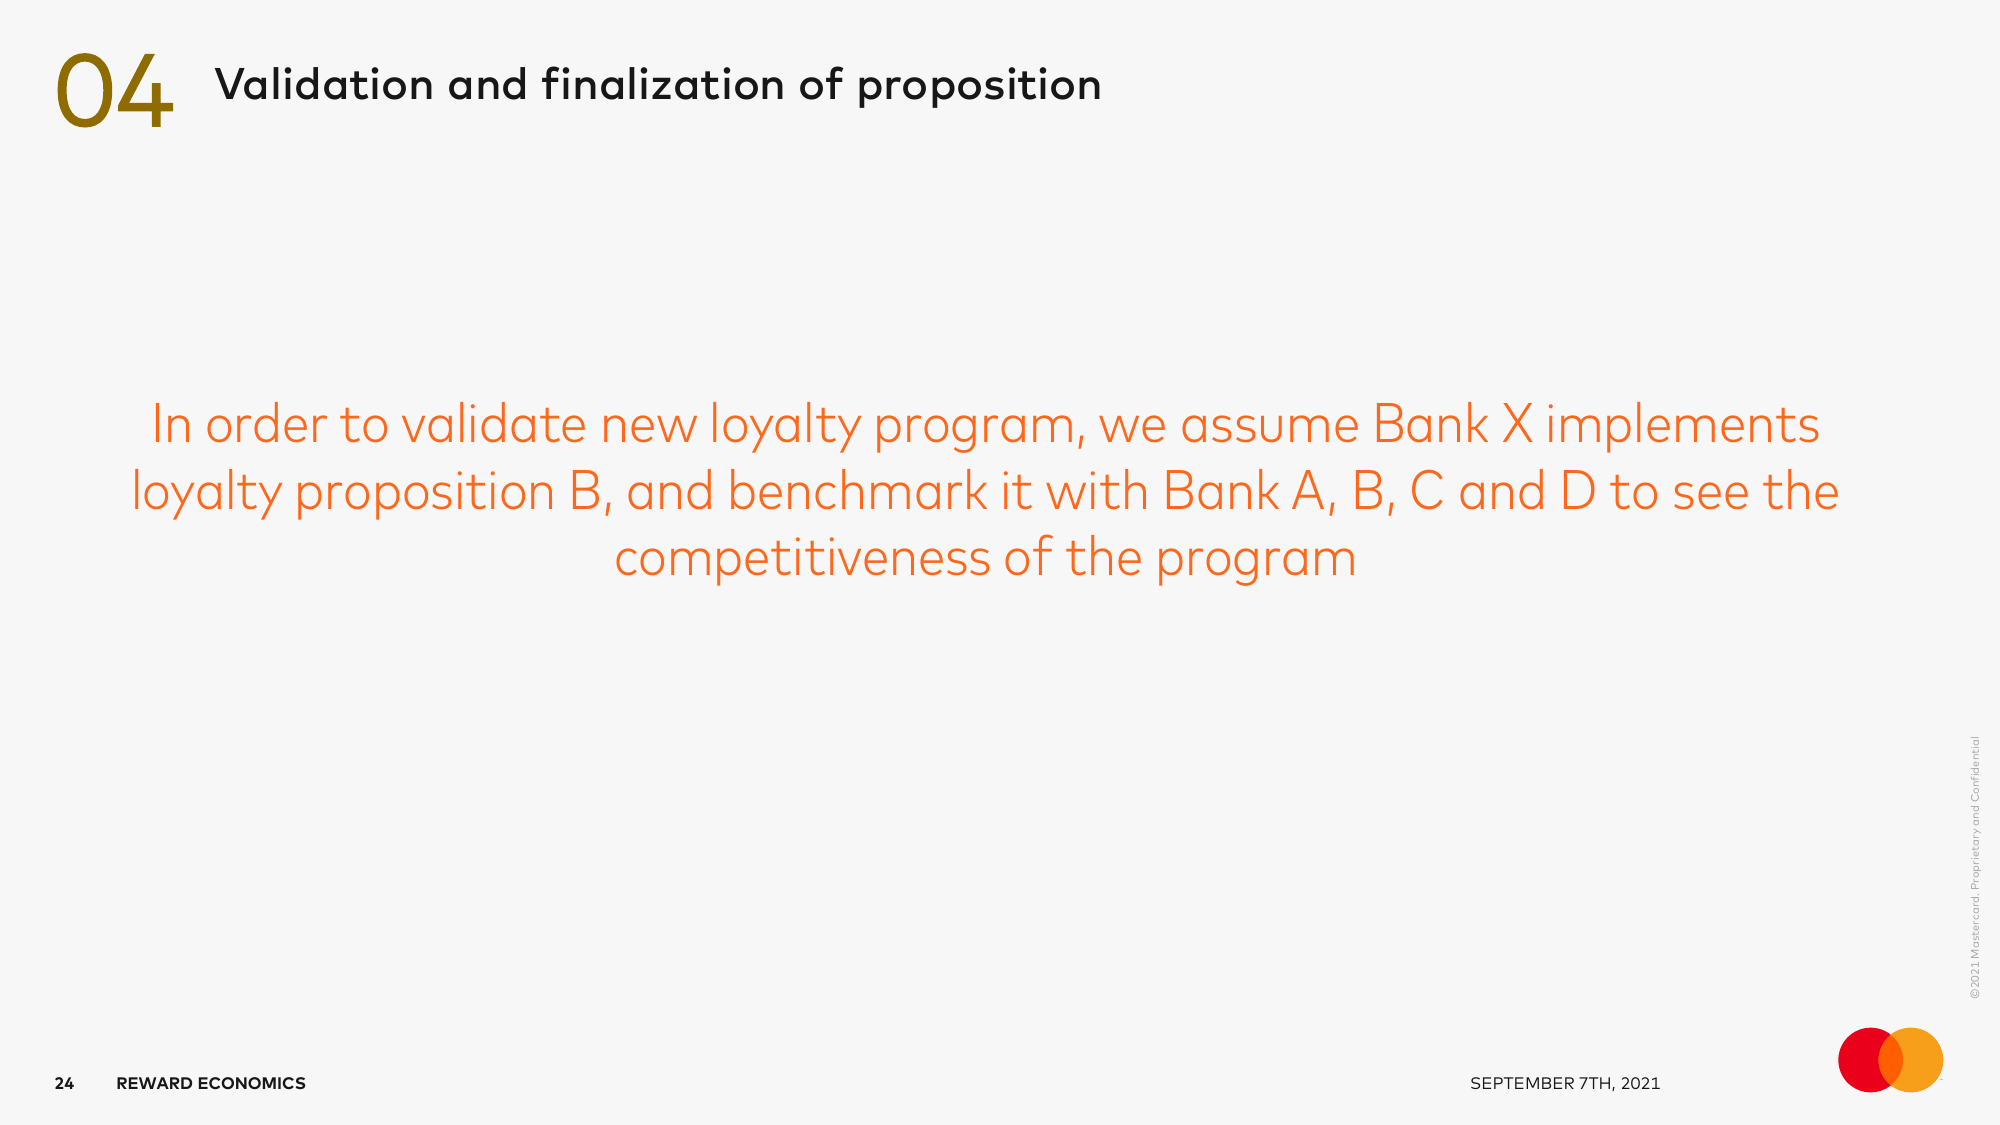 04
Validation and finalization of proposition
In order to validate new loyalty program, we assume Bank X implements
loyalty proposition B, and benchmark it with Bank A, B, C and D to see the
competitiveness of the program
©2021 Mastercard. Proprietary and Confidential
24
REWARD ECONOMICS
SEPTEMBER 7TH, 2021